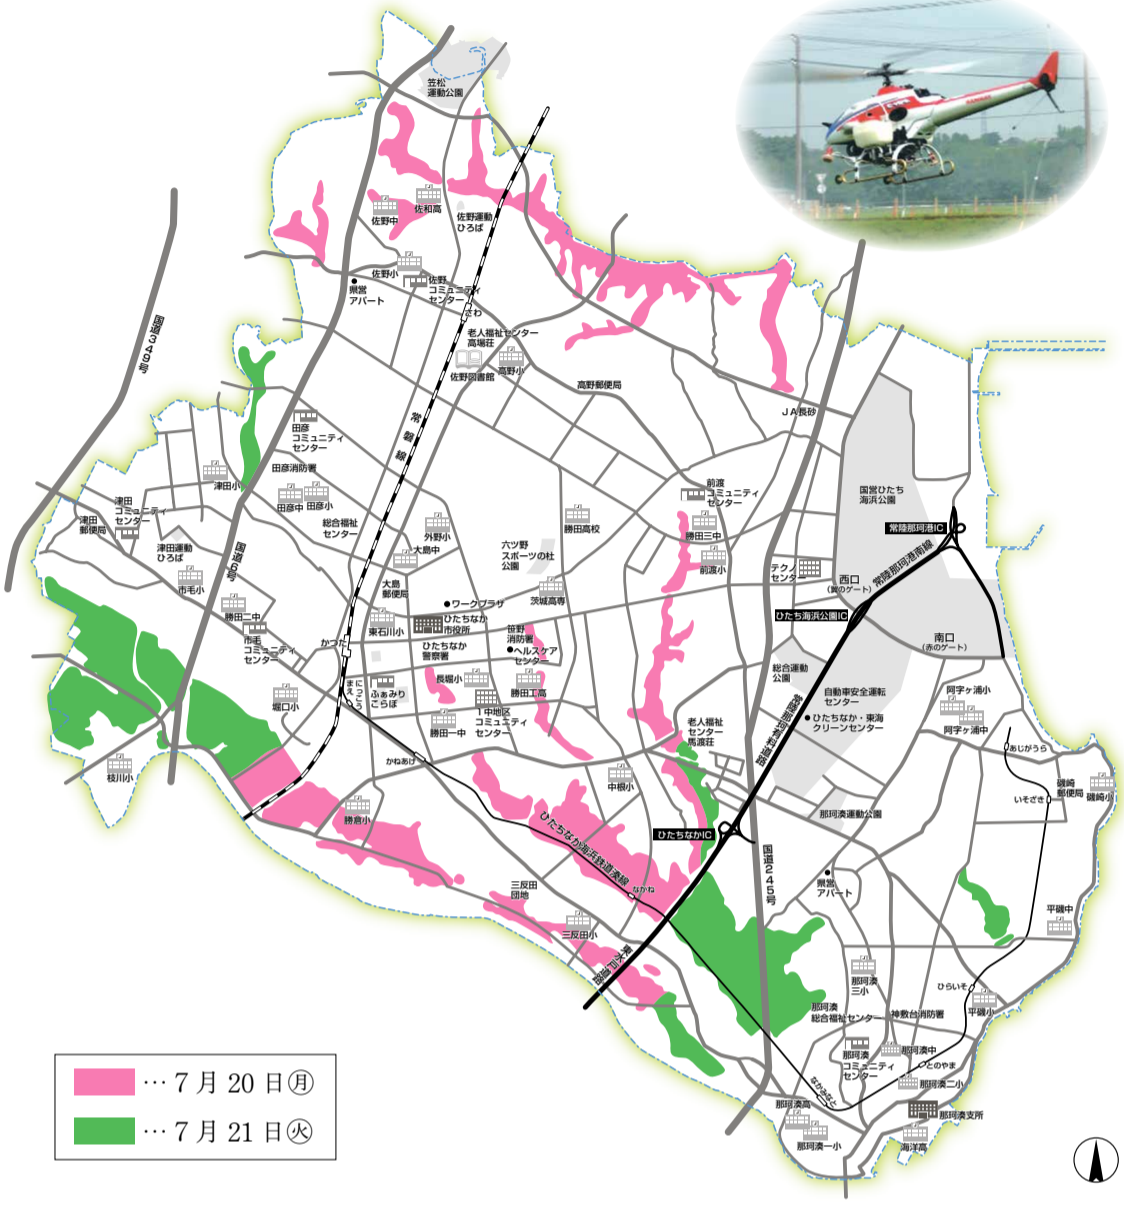 笠松
運動公園
佐和高
佐野中
佐野運動
ひろば
佐野小
佐野
コミュニティ
センター
県営
アパート
さわ
老人福祉センター
高場荘
佐野図書館
高野小
高野郵便局
国道349号
常磐線
JA長砂
田彦
コミュニティ
センター
田彦消防署
津田小
田彦中
田彦小
総合福祉
センター
外野小
大島中
勝田高校
前渡
コミュニティ
センター
勝田三中
前渡小
国営ひたち
海浜公園
常陸那珂港IC
常陸那珂港南線
津田
コミュニティ
センター
津田
郵便局
津田運動
ひろば
市毛小
国道6号
勝田二中
市毛
コミュニティ
センター
大島
郵便局
六ツ野
スポーツの杜
公園
茨城高専
テクノ
センター
西口
(翼のゲート)
ひたち海浜公園IC
南口
(赤のゲート)
ワークプラザ
ひたちなか
市役所
東石川小
かつた
ひたちなか
警察署
笹野
消防署
ヘルスケア
センター
にっこう
まえ
ふぁみり
こらぼ
長堀小
勝田工高
1中地区
コミュニティ
センター
勝田一中
堀口小
枝川小
かねあげ
勝倉小
中根小
老人福祉
センター
馬渡荘
総合運動
公園
自動車安全運転
センター
ひたちなか・東海
クリーンセンター
常陸那珂有料道路
阿字ヶ浦小
阿字ヶ浦中
あじがうら
磯崎
郵便局
磯崎小
いそざき
ひたちなか海浜鉄道湊線
ひたちなかIC
那珂湊運動公園
国道245号
県営
アパート
なかね
三反田
団地
三反田小
東水戸道路
平磯中
那珂湊
三小
ひらいそ
平磯小
那珂湊
総合福祉センター
神敷台消防署
那珂湊
コミュニティ
センター
那珂湊中
とのやま
那珂湊二小
なかみなと
那珂湊高
那珂湊一小
那珂湊支所
海洋高
…7月20日㊊
…7月21日㊋